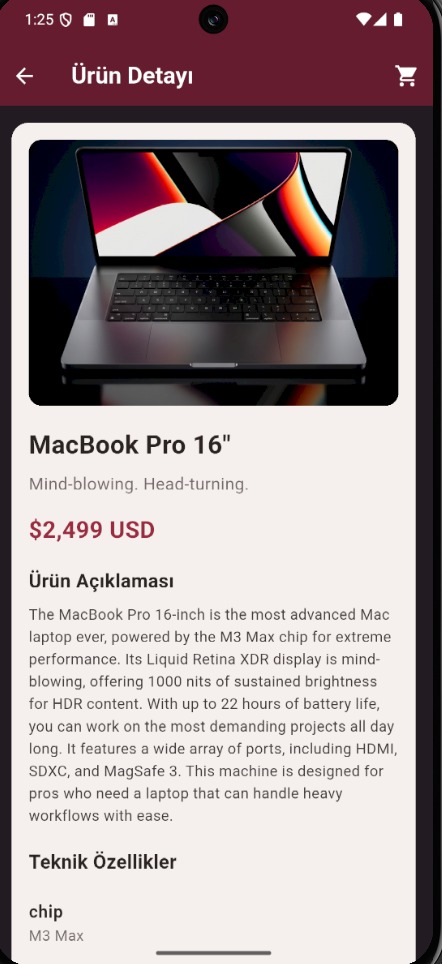 1:25
A
Ürün Detayı
MacBook Pro 16"
Mind-blowing. Head-turning.
$2,499 USD
Ürün Açıklaması
The MacBook Pro 16-inch is the most advanced Mac
laptop ever, powered by the M3 Max chip for extreme
performance. Its Liquid Retina XDR display is mind-
blowing, offering 1000 nits of sustained brightness
for HDR content. With up to 22 hours of battery life,
you can work on the most demanding projects all day
long. It features a wide array of ports, including HDMI,
SDXC, and MagSafe 3. This machine is designed for
pros who need a laptop that can handle heavy
workflows with ease.
Teknik Özellikler
chip
M3 Max